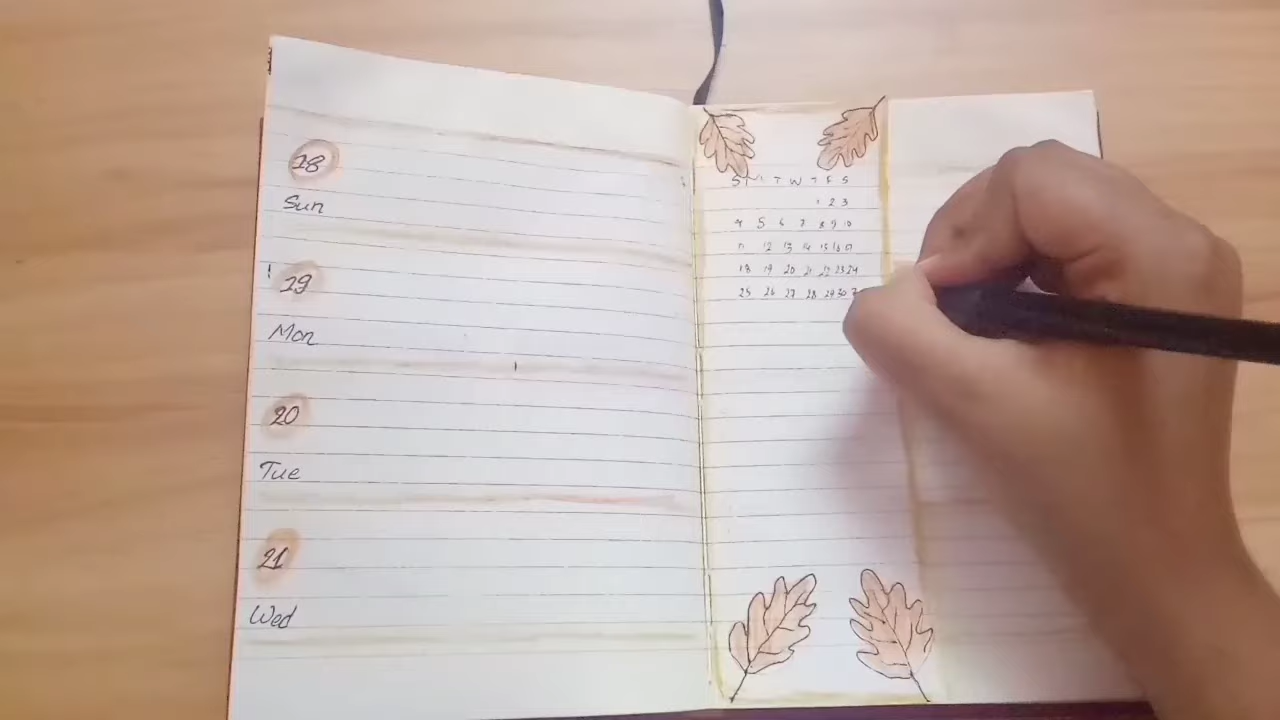 18
Sun
19
Mon
20
Tue
21
Wed
S M T W T F S
1 2 3
4 5 6 7 8 9 10
11 12 13 14 15 16 17
18 19 20 21 22 23 24
25 26 27 28 29 30